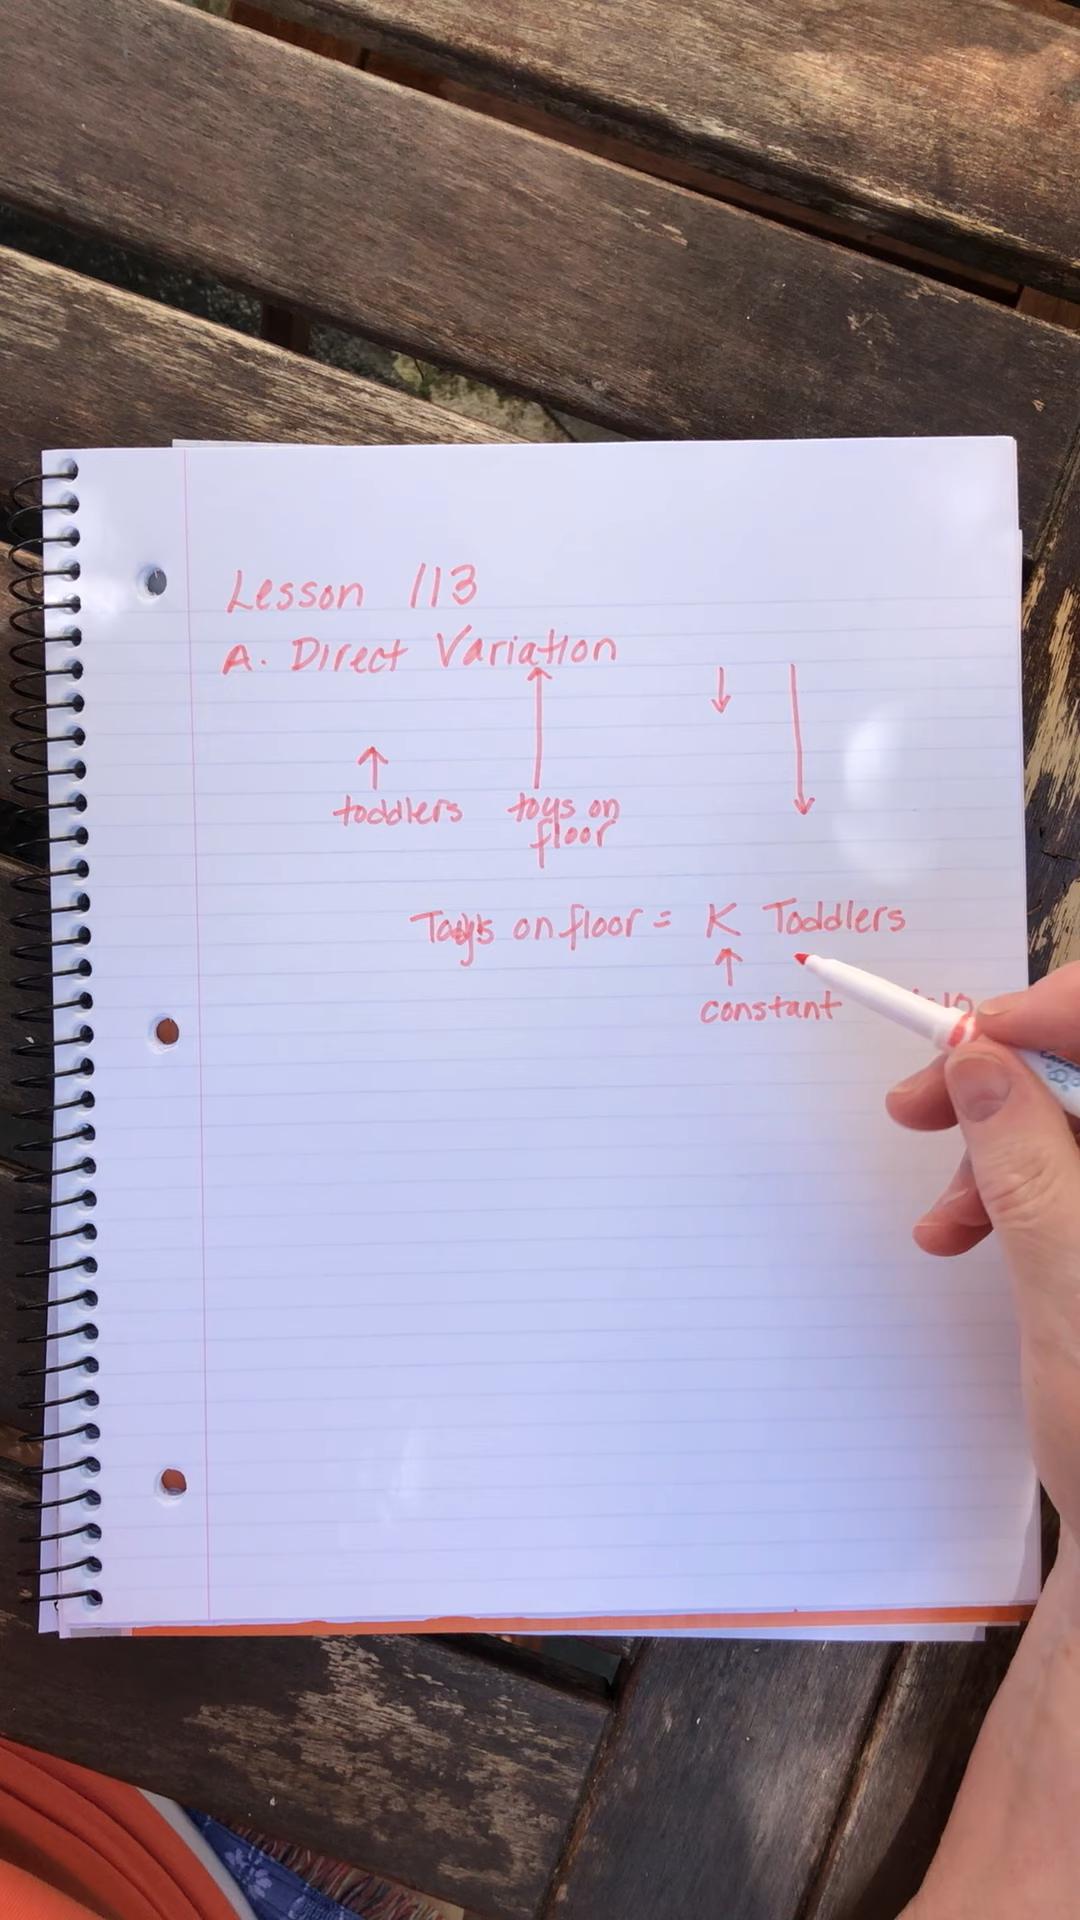 Lesson 113
A. Direct Variation
toddlers toys on
floor
Toys on floor = K Toddlers
constant